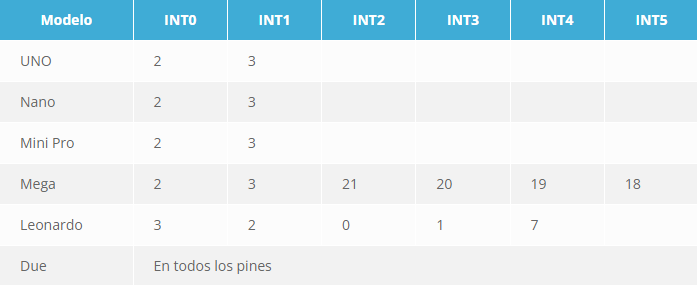 Modelo INT0 INT1 INT2 INT3 INT4 INT5
UNO 2 3
Nano 2 3
Mini Pro 2 3
Mega 2 3 21 20 19 18
Leonardo 3 2 0 1 7
Due En todos los pines